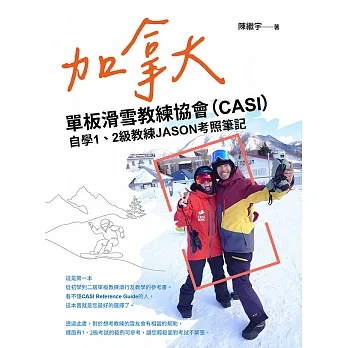 陳繼宇——著
加拿大
單板滑雪教練協會(CASI)
自學1、2級教練JASON考照筆記
這是第一本
從初學到二級單板教練滑行及教學的參考書。
看不懂CASI Reference Guide的人，
這本書就是您最好的選擇了。
透過此書，對於想考教練的雪友會有相當的幫助，
裡面有1、2級考試的範例可參考，讓您輕鬆面對考試不緊張。